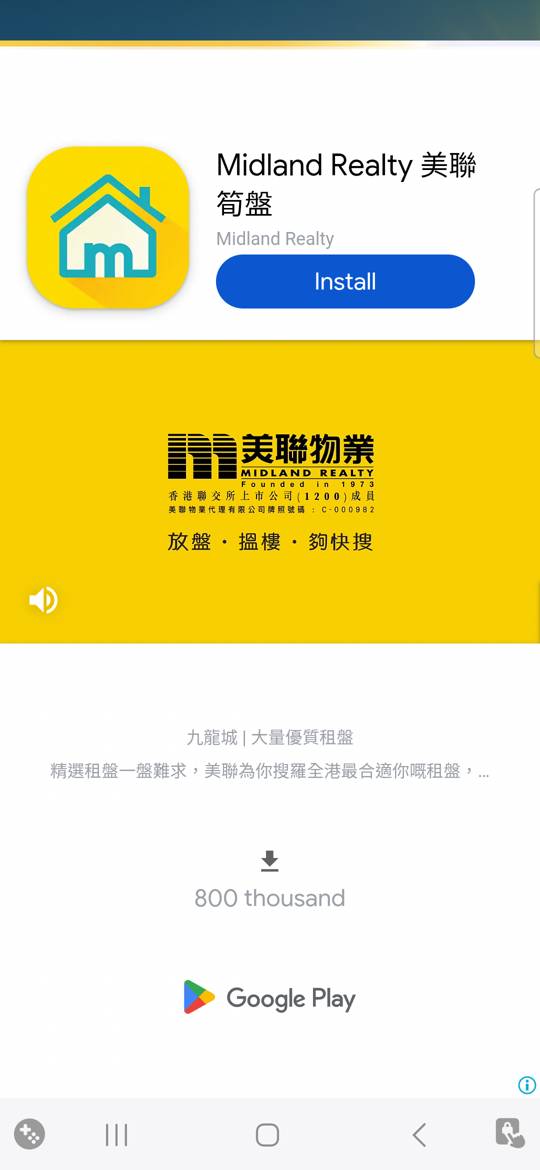 Midland Realty 美聯
筍盤
Midland Realty
Install
美聯物業
MIDLAND REALTY
Founded in 1973
香港聯交所上市公司(1200)成員
美聯物業代理有限公司牌照號碼 : C-000982
放盤・搵樓・夠快搜
九龍城 | 大量優質租盤
精選租盤一盤難求，美聯為你搜羅全港最合適你嘅租盤，...
800 thousand
Google Play